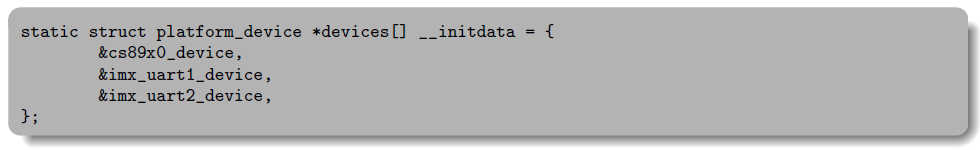 static struct platform_device *devices[] __initdata = {
        &cs89x0_device,
        &imx_uart1_device,
        &imx_uart2_device,
};